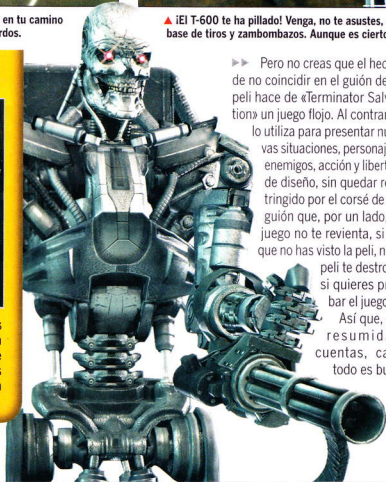 en tu camino
rdos.
▲ ¡El T-600 te ha pillado! Venga, no te asustes,
base de tiros y zambombazos. Aunque es cierto
▸▸ Pero no creas que el hec
de no coincidir en el guión de
peli hace de «Terminator Salv
tion» un juego flojo. Al contrar
lo utiliza para presentar nu
vas situaciones, personaj
enemigos, acción y libert
de diseño, sin quedar re
tringido por el corsé de
guión que, por un lado,
juego no te revienta, si
que no has visto la peli, n
peli te destro
si quieres pr
bar el juego
Así que,
resumid
cuentas, ca
todo es bu
s
a
e
s
n